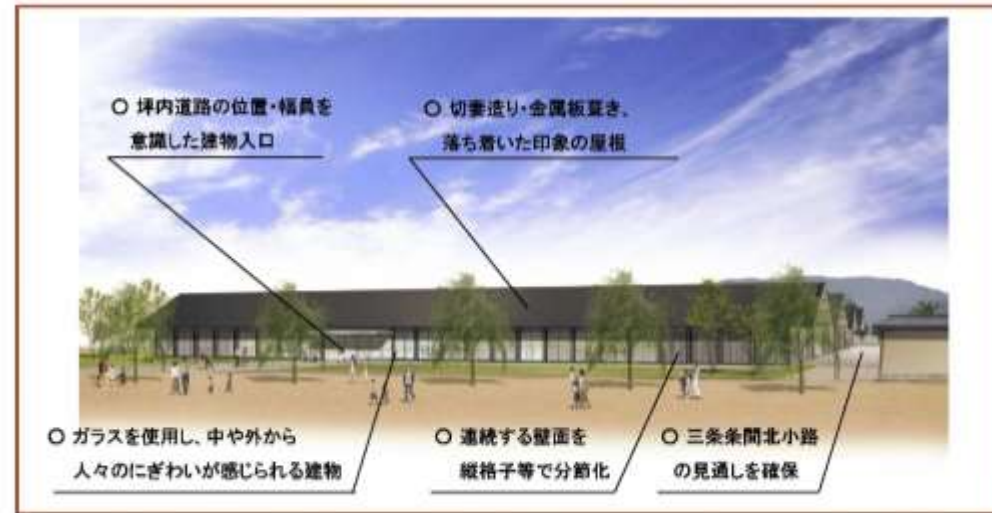 ○ 坪内道路の位置・幅員を
意識した建物入口
○ 切妻造り・金属板葺き、
落ち着いた印象の屋根
○ ガラスを使用し、中や外から
人々のにぎわいが感じられる建物
○ 連続する壁面を
縦格子等で分節化
○ 三条条間北小路
の見通しを確保